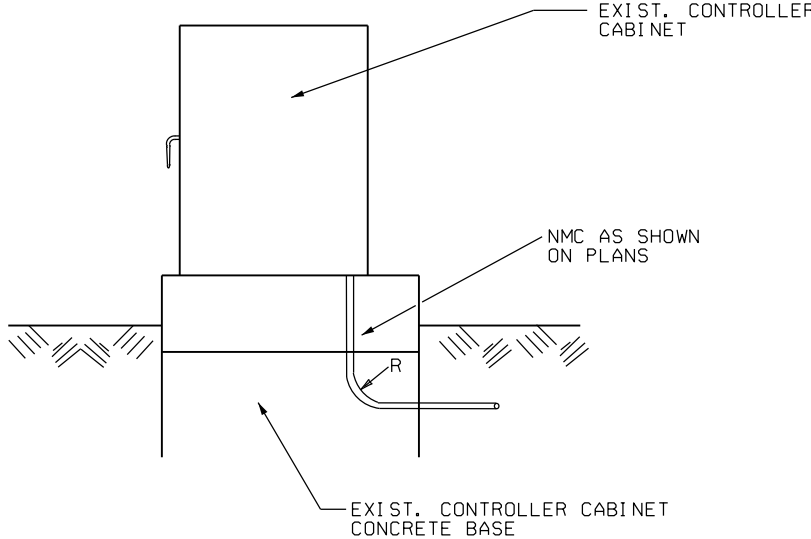 EXIST. CONTROLLER
CABINET
NMC AS SHOWN
ON PLANS
R
EXIST. CONTROLLER CABINET
CONCRETE BASE